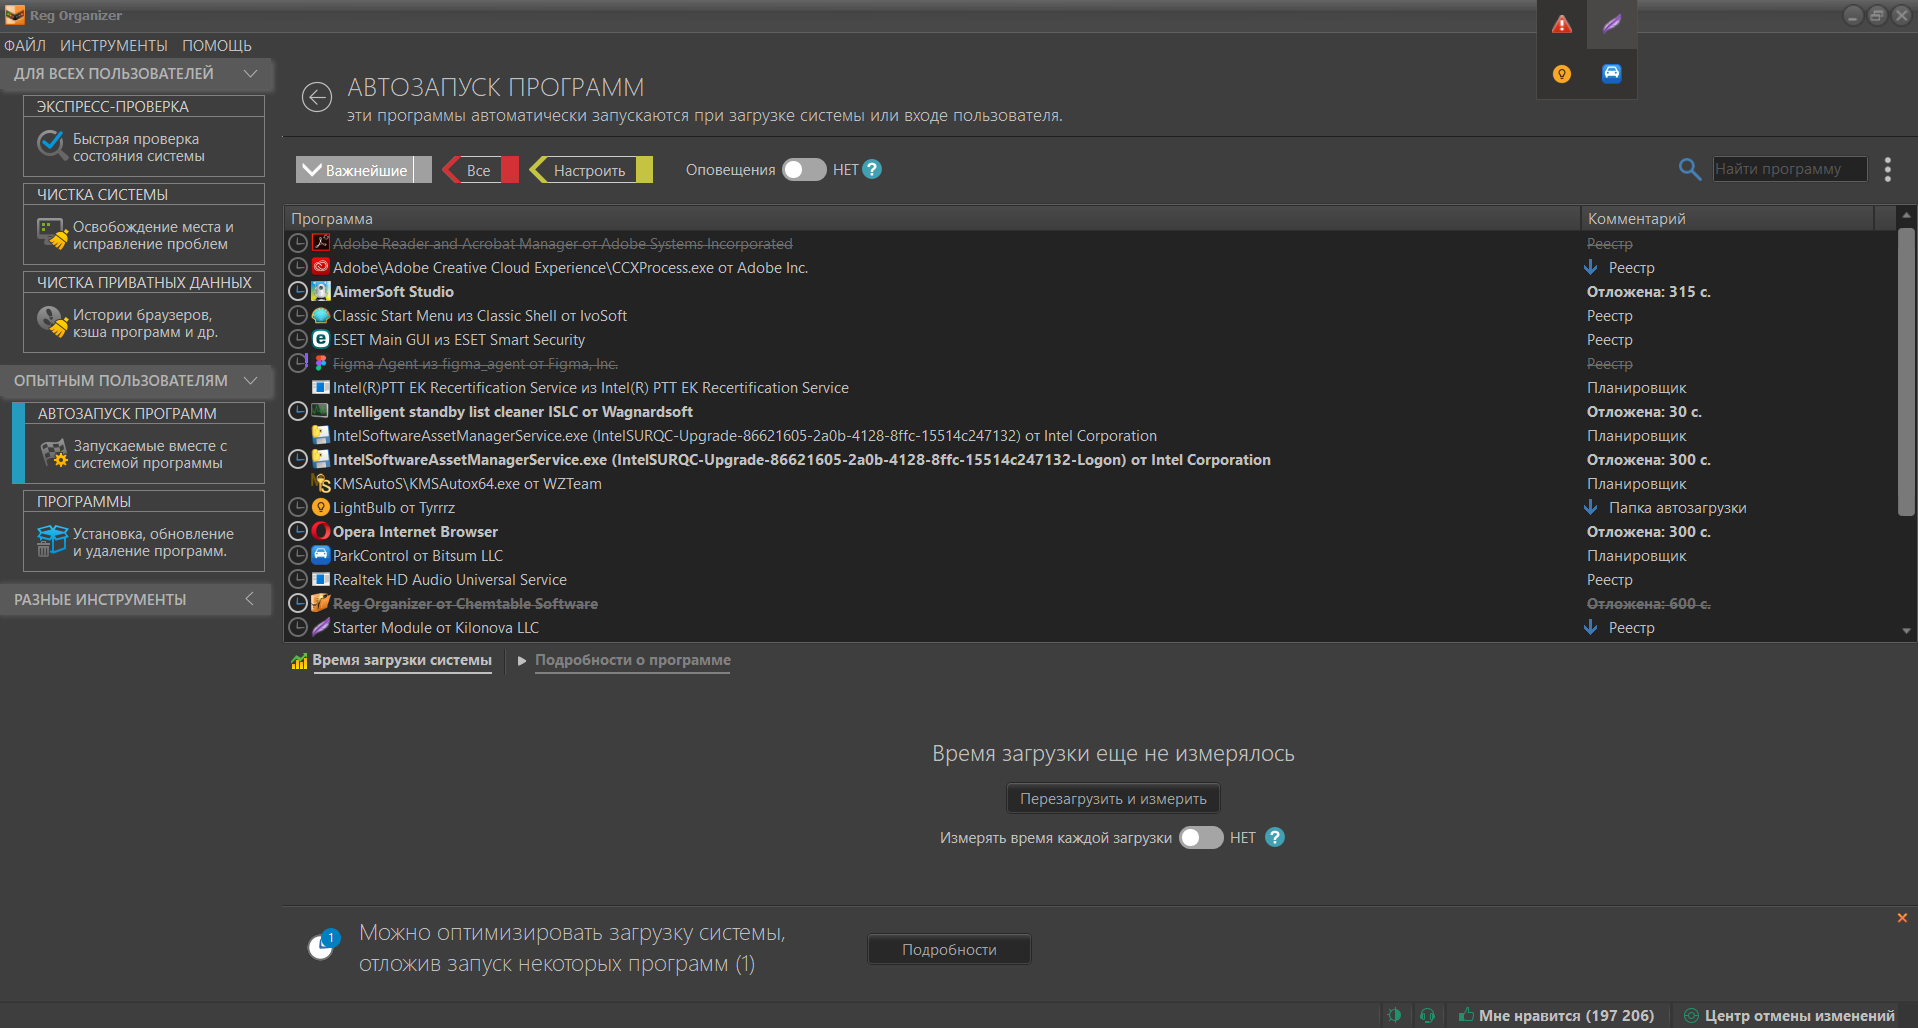 Reg Organizer
ФАЙЛ ИНСТРУМЕНТЫ ПОМОЩЬ
ДЛЯ ВСЕХ ПОЛЬЗОВАТЕЛЕЙ
ЭКСПРЕСС-ПРОВЕРКА
Быстрая проверка
состояния системы
ЧИСТКА СИСТЕМЫ
Освобождение места и
исправление проблем
ЧИСТКА ПРИВАТНЫХ ДАННЫХ
Истории браузеров,
кэша программ и др.
ОПЫТНЫМ ПОЛЬЗОВАТЕЛЯМ
АВТОЗАПУСК ПРОГРАММ
Запускаемые вместе с
системой программы
ПРОГРАММЫ
Установка, обновление
и удаление программ.
РАЗНЫЕ ИНСТРУМЕНТЫ
АВТОЗАПУСК ПРОГРАММ
эти программы автоматически запускаются при загрузке системы или входе пользователя.
Важнейшие Все Настроить Оповещения НЕТ ? Найти программу
Программа Комментарий
Adobe Reader and Acrobat Manager от Adobe Systems Incorporated Реестр
Adobe\Adobe Creative Cloud Experience\CCXProcess.exe от Adobe Inc. Реестр
AimerSoft Studio Отложена: 315 с.
Classic Start Menu из Classic Shell от IvoSoft Реестр
ESET Main GUI из ESET Smart Security Реестр
Figma Agent из figma_agent от Figma, Inc. Реестр
Intel(R)PTT EK Recertification Service из Intel(R) PTT EK Recertification Service Планировщик
Intelligent standby list cleaner ISLC от Wagnardsoft Отложена: 30 с.
IntelSoftwareAssetManagerService.exe (IntelSURQC-Upgrade-86621605-2a0b-4128-8ffc-15514c247132) от Intel Corporation Планировщик
IntelSoftwareAssetManagerService.exe (IntelSURQC-Upgrade-86621605-2a0b-4128-8ffc-15514c247132-Logon) от Intel Corporation Отложена: 300 с.
KMSAutoS\KMSAutox64.exe от WZTeam Планировщик
LightBulb от Tyrrrz Папка автозагрузки
Opera Internet Browser Отложена: 300 с.
ParkControl от Bitsum LLC Планировщик
Realtek HD Audio Universal Service Реестр
Reg Organizer от Chemtable Software Отложена: 600 с.
Starter Module от Kilonova LLC Реестр
Время загрузки системы Подробности о программе
Время загрузки еще не измерялось
Перезагрузить и измерить
Измерять время каждой загрузки НЕТ ?
1
Можно оптимизировать загрузку системы,
отложив запуск некоторых программ (1)
Подробности
Мне нравится (197 206) Центр отмены изменений